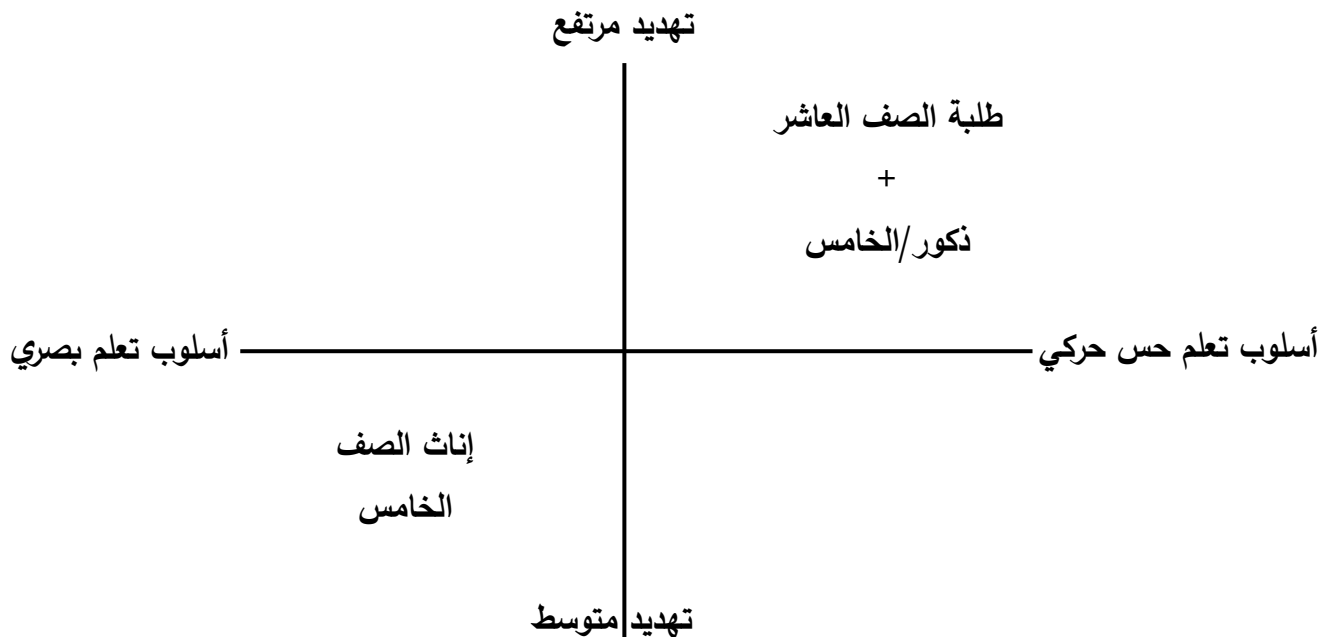 تهديد مرتفع
طلبة الصف العاشر
+
ذكور/الخامس
أسلوب تعلم حس حركي
أسلوب تعلم بصري
إناث الصف
الخامس
تهديد متوسط